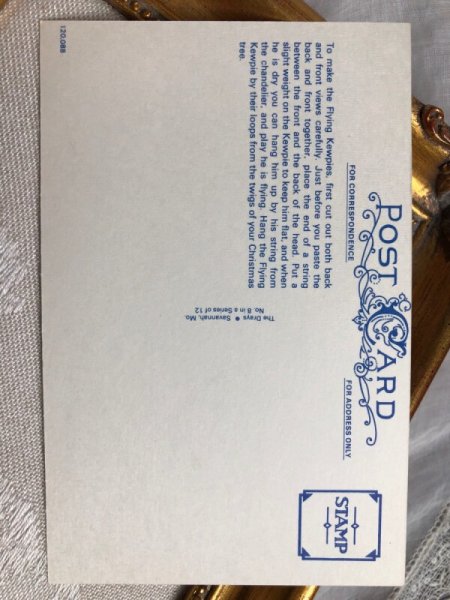 POST CARD
FOR CORRESPONDENCE
FOR ADDRESS ONLY
STAMP
To make the Flying Kewpies, first cut out both back
and front views carefully. Just before you paste the
back and front together, place the end of a string
between the front and the back of the head. Put a
slight weight on the Kewpie to keep him flat, and when
he is dry you can hang him up by his string from
the chandelier, and play he is flying. Hang the Flying
Kewpie by their loops from the twigs of your Christmas
tree.
The Drays ● Savannah, Mo.
No. 8 in a Series of 12
120,088